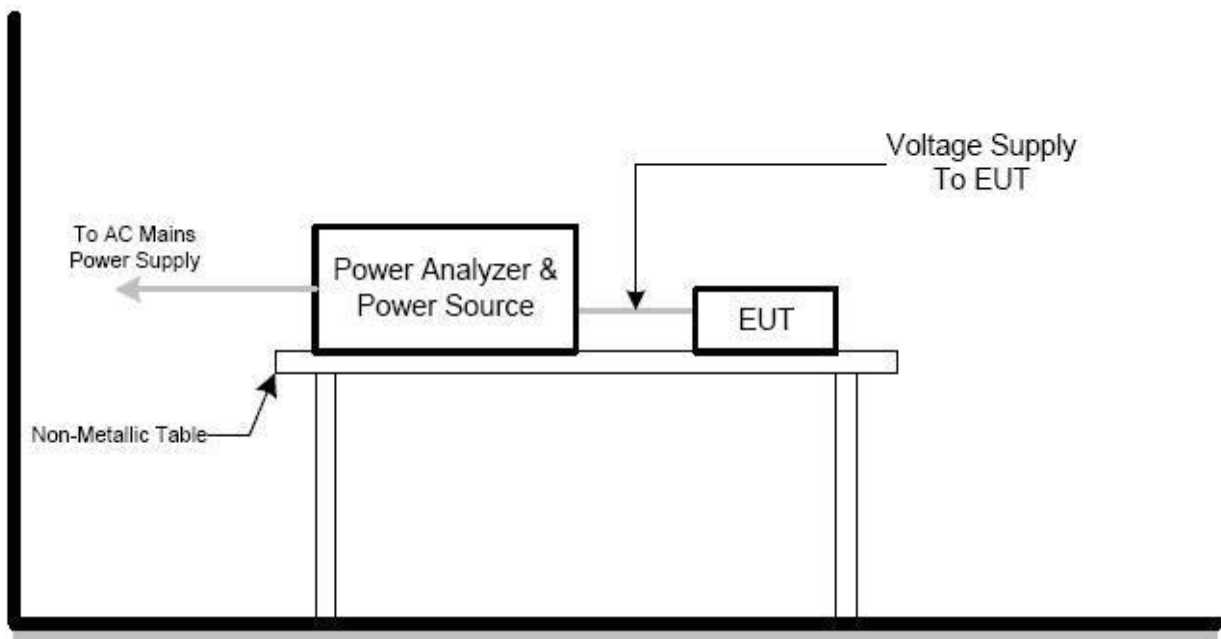 Voltage Supply
To EUT
To AC Mains
Power Supply
Power Analyzer &
Power Source
EUT
Non-Metallic Table